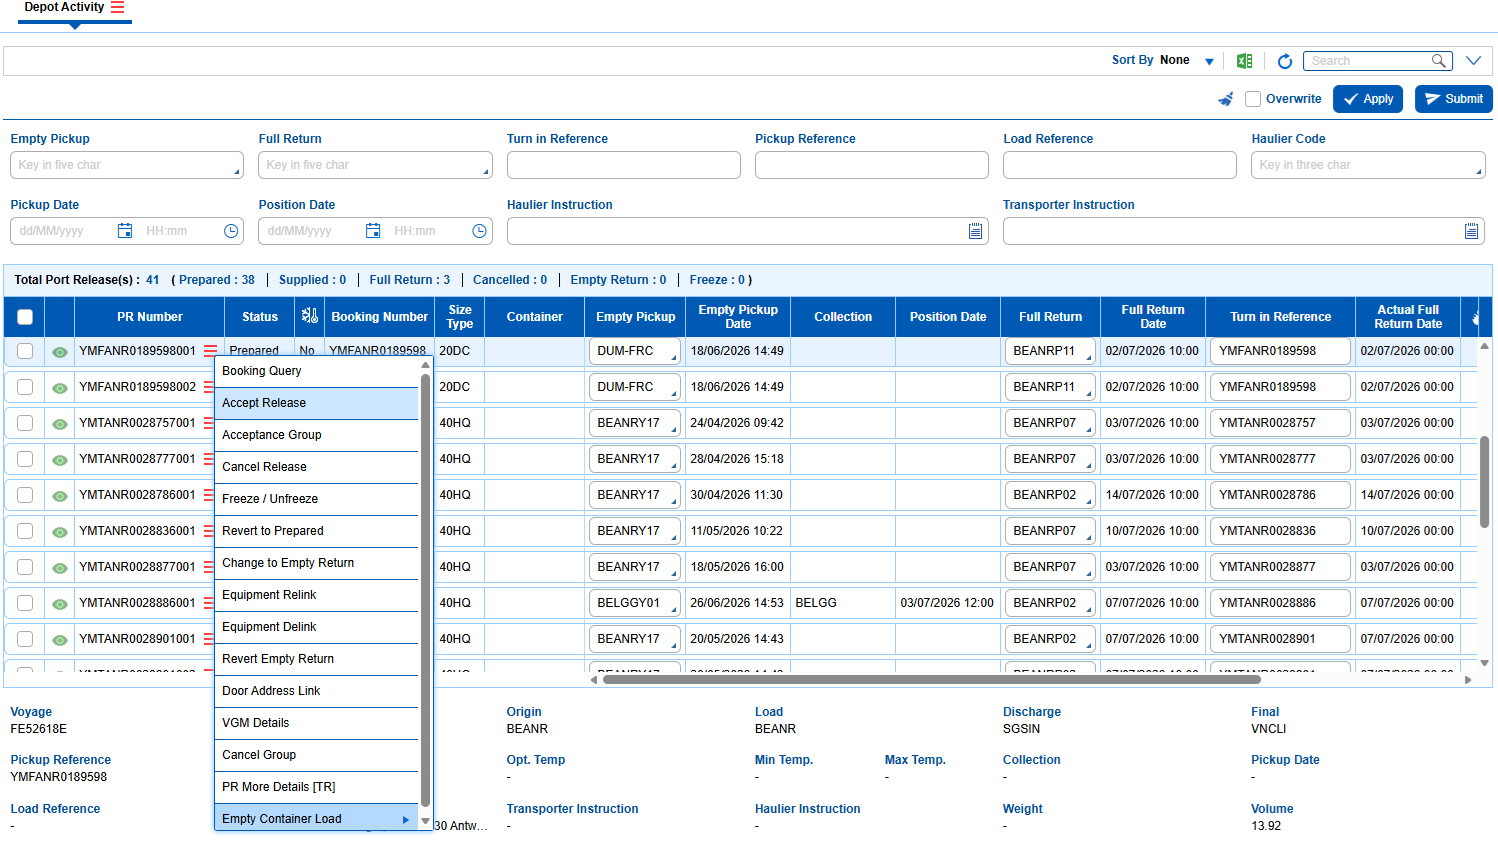 Depot Activity
Sort By None Search
Overwrite Apply Submit
Empty Pickup Full Return Turn in Reference Pickup Reference Load Reference Haulier Code
Key in five char Key in five char Key in three char
Pickup Date Position Date Haulier Instruction Transporter Instruction
dd/MM/yyyy HH:mm dd/MM/yyyy HH:mm
Total Port Release(s) : 41 ( Prepared : 38 | Supplied : 0 | Full Return : 3 | Cancelled : 0 | Empty Return : 0 | Freeze : 0 )
PR Number Status Booking Number Size Type Container Empty Pickup Empty Pickup Date Collection Position Date Full Return Full Return Date Turn in Reference Actual Full Return Date
YMFANR0189598001 Prepared No YMFANR0189598 20DC DUM-FRC 18/06/2026 14:49 BEANRP11 02/07/2026 10:00 YMFANR0189598 02/07/2026 00:00
YMFANR0189598002 20DC DUM-FRC 18/06/2026 14:49 BEANRP11 02/07/2026 10:00 YMFANR0189598 02/07/2026 00:00
YMTANR0028757001 40HQ BEANRY17 24/04/2026 09:42 BEANRP07 03/07/2026 10:00 YMTANR0028757 03/07/2026 00:00
YMTANR0028777001 40HQ BEANRY17 28/04/2026 15:18 BEANRP07 03/07/2026 10:00 YMTANR0028777 03/07/2026 00:00
YMTANR0028786001 40HQ BEANRY17 30/04/2026 11:30 BEANRP02 14/07/2026 10:00 YMTANR0028786 14/07/2026 00:00
YMTANR0028836001 40HQ BEANRY17 11/05/2026 10:22 BEANRP07 10/07/2026 10:00 YMTANR0028836 10/07/2026 00:00
YMTANR0028877001 40HQ BEANRY17 18/05/2026 16:00 BEANRP07 03/07/2026 10:00 YMTANR0028877 03/07/2026 00:00
YMTANR0028886001 40HQ BELGGY01 26/06/2026 14:53 BELGG 03/07/2026 12:00 BEANRP02 07/07/2026 10:00 YMTANR0028886 07/07/2026 00:00
YMTANR0028901001 40HQ BEANRY17 20/05/2026 14:43 BEANRP02 07/07/2026 10:00 YMTANR0028901 07/07/2026 00:00
Booking Query
Accept Release
Acceptance Group
Cancel Release
Freeze / Unfreeze
Revert to Prepared
Change to Empty Return
Equipment Relink
Equipment Delink
Revert Empty Return
Door Address Link
VGM Details
Cancel Group
PR More Details [TR]
Empty Container Load
Voyage Origin Load Discharge Final
FE52618E BEANR BEANR SGSIN VNCLI
Pickup Reference Opt. Temp Min Temp. Max Temp. Collection Pickup Date
YMFANR0189598 - - - - -
Load Reference Transporter Instruction Haulier Instruction Weight Volume
- 30 Antw... - - - 13.92